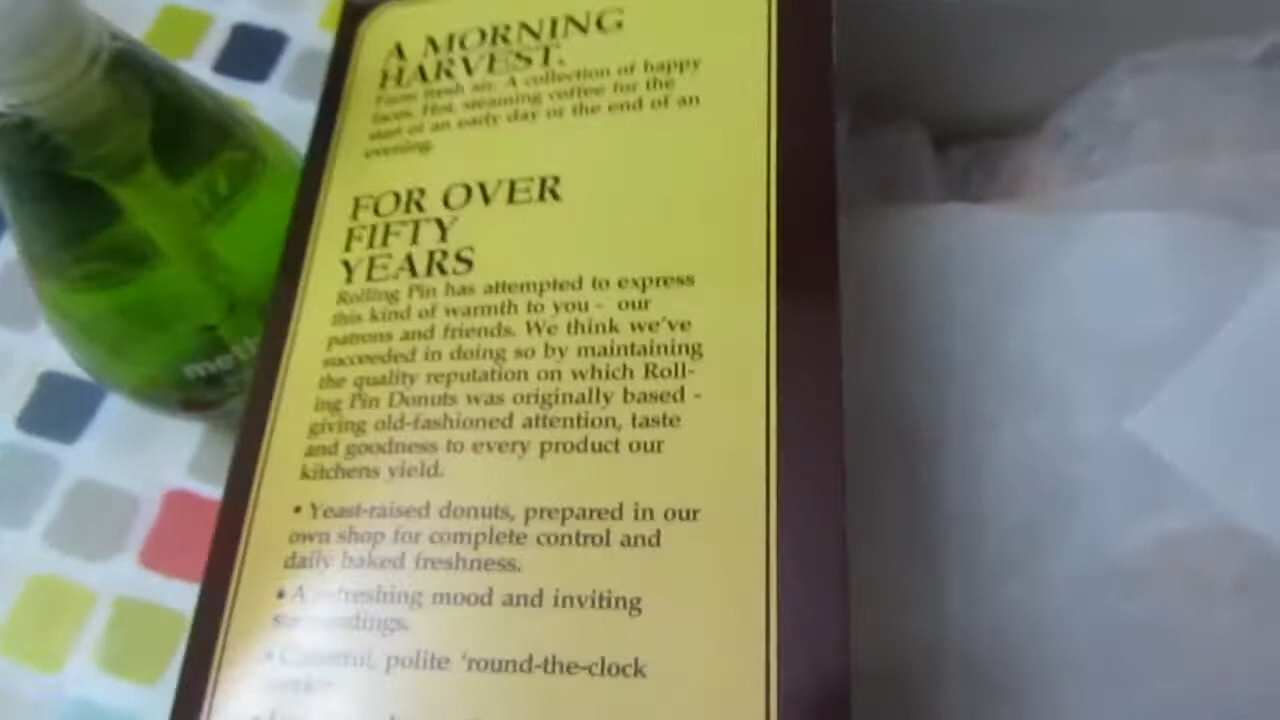 A MORNING
HARVEST.
Farm fresh air. A collection of happy
faces. Hot, steaming coffee for the
start of an early day or the end of an
evening.
FOR OVER
FIFTY
YEARS
Rolling Pin has attempted to express
this kind of warmth to you - our
patrons and friends. We think we've
succeeded in doing so by maintaining
the quality reputation on which Roll-
ing Pin Donuts was originally based -
giving old-fashioned attention, taste
and goodness to every product our
kitchens yield.
• Yeast-raised donuts, prepared in our
own shop for complete control and
daily baked freshness.
• A refreshing mood and inviting
surroundings.
• polite 'round-the-clock